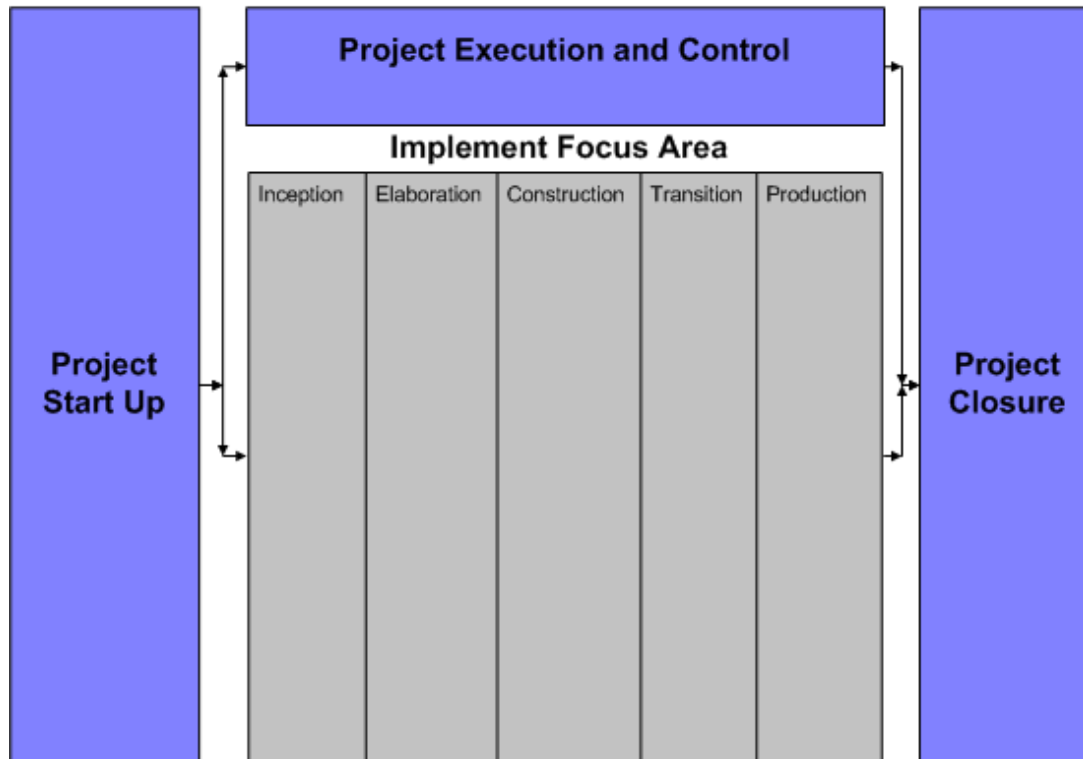 Project Execution and Control
Implement Focus Area
Inception
Elaboration
Construction
Transition
Production
Project
Start Up
Project
Closure